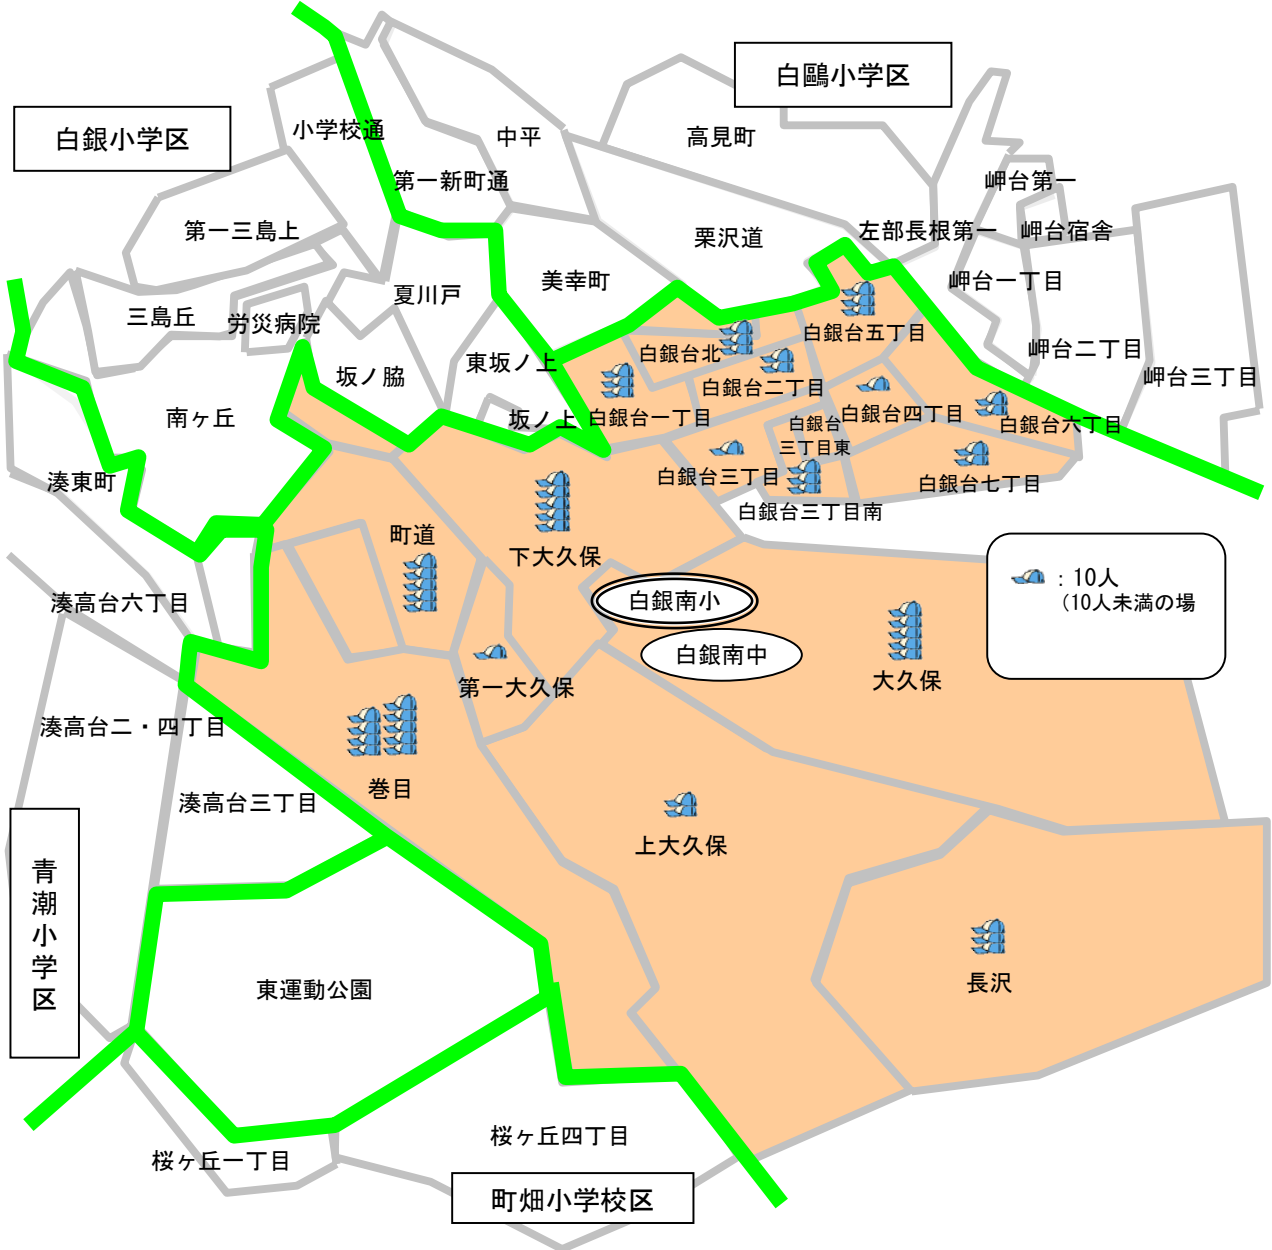 白鷗小学区
白銀小学区
小学校通
中平
高見町
第一新町通
岬台第一
第一三島上
栗沢道
左部長根第一
岬台宿舎
美幸町
岬台一丁目
夏川戸
三島丘
労災病院
白銀台五丁目
白銀台北
岬台二丁目
東坂ノ上
坂ノ脇
岬台三丁目
白銀台二丁目
南ヶ丘
坂ノ上
白銀台一丁目
白銀台四丁目
白銀台六丁目
白銀台
三丁目東
湊東町
白銀台三丁目
白銀台七丁目
白銀台三丁目南
町道
下大久保
:10人
(10人未満の場
白銀南小
湊高台六丁目
白銀南中
大久保
第一大久保
湊高台二・四丁目
巻目
湊高台三丁目
上大久保
青潮小学区
長沢
東運動公園
桜ヶ丘四丁目
桜ヶ丘一丁目
町畑小学校区